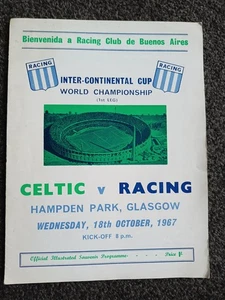 Bienvenida a Racing Club de Buenos Aires
RACING
RACING
INTER-CONTINENTAL CUP
WORLD CHAMPIONSHIP
(1st LEG)
CELTIC v RACING
HAMPDEN PARK, GLASGOW
WEDNESDAY, 18th OCTOBER, 1967
KICK-OFF 8 p.m.
Official Illustrated Souvenir Programme - - - Price